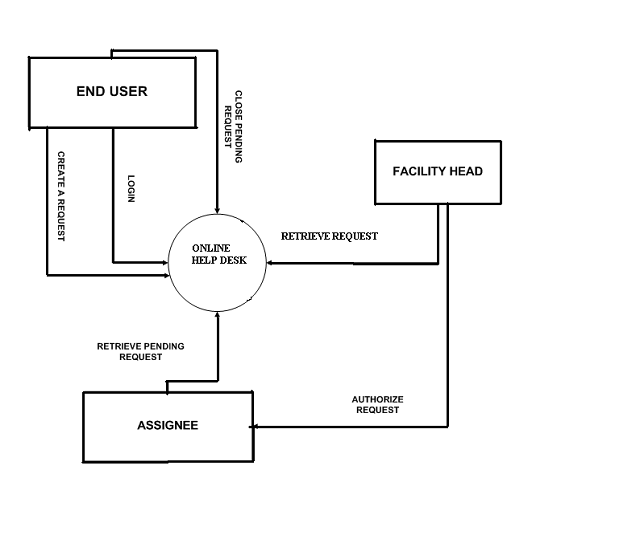 END USER
CLOSE PENDING
REQUEST
CREATE A REQUEST
LOGIN
FACILITY HEAD
RETRIEVE REQUEST
ONLINE
HELP DESK
RETRIEVE PENDING
REQUEST
AUTHORIZE
REQUEST
ASSIGNEE